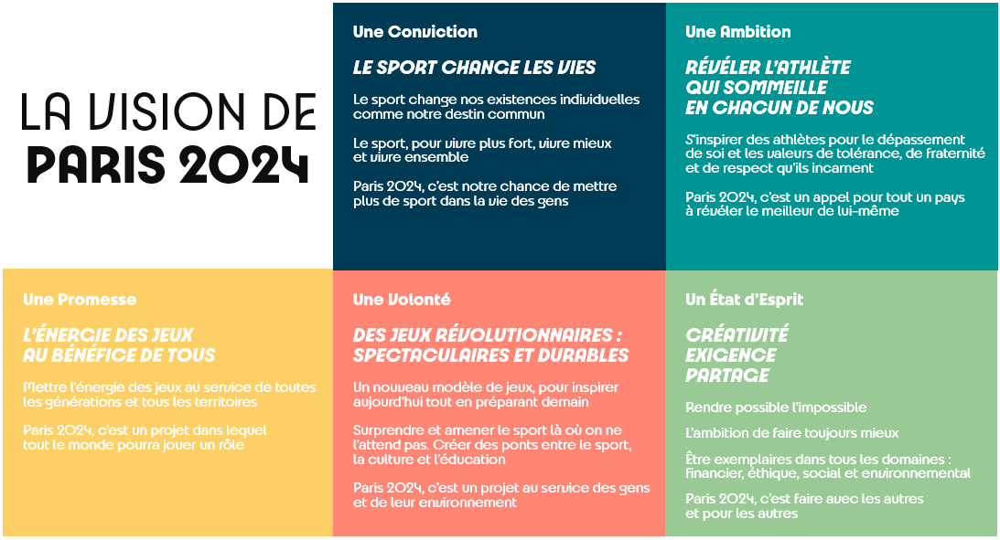 LA VISION DE
PARIS 2024
Une Conviction
LE SPORT CHANGE LES VIES
Le sport change nos existences individuelles
comme notre destin commun
Le sport, pour vivre plus fort, vivre mieux
et vivre ensemble
Paris 2024, c'est notre chance de mettre
plus de sport dans la vie des gens
Une Ambition
RÉVÉLER L'ATHLÈTE
QUI SOMMEILLE
EN CHACUN DE NOUS
S'inspirer des athlètes pour le dépassement
de soi et les valeurs de tolérance, de fraternité
et de respect qu'ils incarnent
Paris 2024, c'est un appel pour tout un pays
à révéler le meilleur de lui-même
Une Promesse
L'ÉNERGIE DES JEUX
AU BÉNÉFICE DE TOUS
Mettre l'énergie des jeux au service de toutes
les générations et tous les territoires
Paris 2024, c'est un projet dans lequel
tout le monde pourra jouer un rôle
Une Volonté
DES JEUX RÉVOLUTIONNAIRES :
SPECTACULAIRES ET DURABLES
Un nouveau modèle de jeux, pour inspirer
aujourd'hui tout en préparant demain
Surprendre et amener le sport là où on ne
l'attend pas. Créer des ponts entre le sport,
la culture et l'éducation
Paris 2024, c'est un projet au service des gens
et de leur environnement
Un État d'Esprit
CRÉATIVITÉ
EXIGENCE
PARTAGE
Rendre possible l'impossible
L'ambition de faire toujours mieux
Être exemplaires dans tous les domaines :
financier, éthique, social et environnemental
Paris 2024, c'est faire avec les autres
et pour les autres